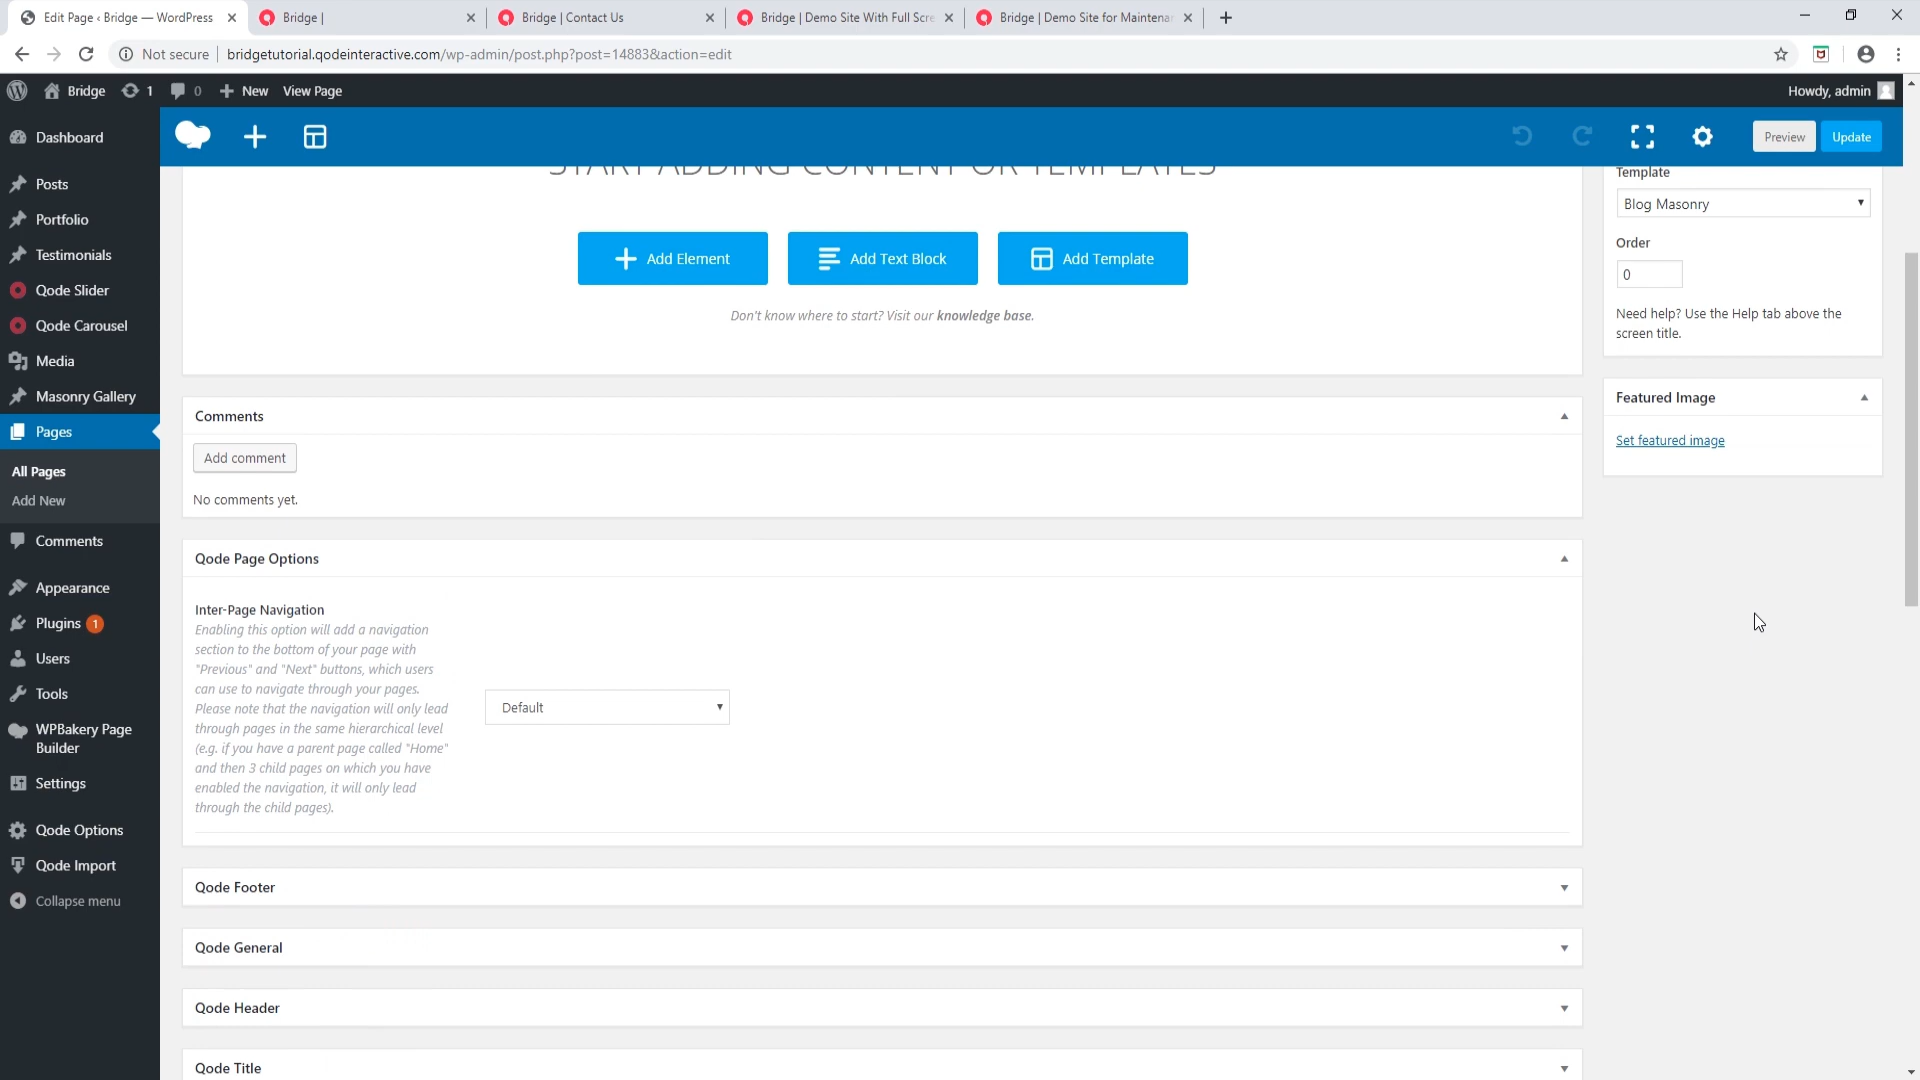 Edit Page ‹ Bridge — WordPress
Bridge |
Bridge | Contact Us
Bridge | Demo Site With Full Scre
Bridge | Demo Site for Maintenan
Not secure
bridgetutorial.qodeinteractive.com/wp-admin/post.php?post=14883&action=edit
Bridge
1
0
New
View Page
Howdy, admin
Dashboard
Posts
Portfolio
Testimonials
Qode Slider
Qode Carousel
Media
Masonry Gallery
Pages
All Pages
Add New
Comments
Appearance
Plugins 1
Users
Tools
WPBakery Page
Builder
Settings
Qode Options
Qode Import
Collapse menu
Preview
Update
START ADDING CONTENT OR TEMPLATES
Add Element
Add Text Block
Add Template
Don't know where to start? Visit our knowledge base.
Comments
Add comment
No comments yet.
Qode Page Options
Inter-Page Navigation
Enabling this option will add a navigation
section to the bottom of your page with
"Previous" and "Next" buttons, which users
can use to navigate through your pages.
Please note that the navigation will only lead
through pages in the same hierarchical level
(e.g. if you have a parent page called "Home"
and then 3 child pages on which you have
enabled the navigation, it will only lead
through the child pages).
Default
Qode Footer
Qode General
Qode Header
Qode Title
Template
Blog Masonry
Order
0
Need help? Use the Help tab above the
screen title.
Featured Image
Set featured image